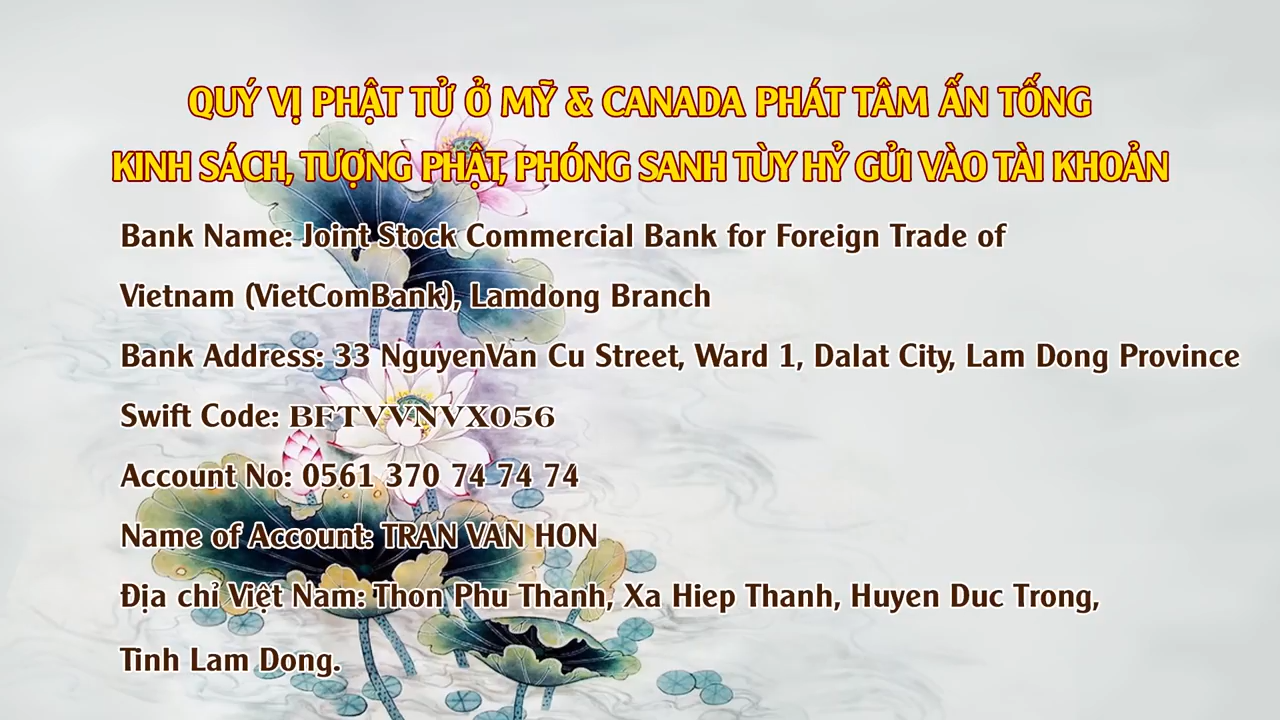 QUÝ VỊ PHẬT TỬ Ở MỸ & CANADA PHÁT TÂM ẤN TỐNG
KINH SÁCH, TƯỢNG PHẬT, PHÓNG SANH TÙY HỶ GỬI VÀO TÀI KHOẢN
Bank Name: Joint Stock Commercial Bank for Foreign Trade of
Vietnam (VietComBank), Lamdong Branch
Bank Address: 33 NguyenVan Cu Street, Ward 1, Dalat City, Lam Dong Province
Swift Code: BFTVVNVX056
Account No: 0561 370 74 74 74
Name of Account: TRAN VAN HON
Địa chỉ Việt Nam: Thon Phu Thanh, Xa Hiep Thanh, Huyen Duc Trong,
Tinh Lam Dong.